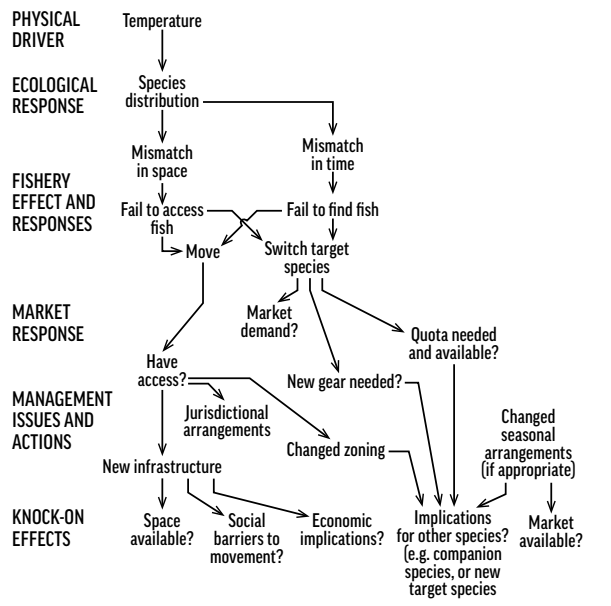 PHYSICAL
DRIVER
Temperature
ECOLOGICAL
RESPONSE
Species
distribution
Mismatch
in space
Mismatch
in time
FISHERY
EFFECT AND
RESPONSES
Fail to access
fish
Fail to find fish
Move
Switch target
species
MARKET
RESPONSE
Market
demand?
Quota needed
and available?
Have
access?
New gear needed?
MANAGEMENT
ISSUES AND
ACTIONS
Jurisdictional
arrangements
Changed zoning
Changed
seasonal
arrangements
(if appropriate)
New infrastructure
KNOCK-ON
EFFECTS
Space
available?
Social
barriers to
movement?
Economic
implications?
Implications
for other species?
(e.g. companion
species, or new
target species
Market
available?